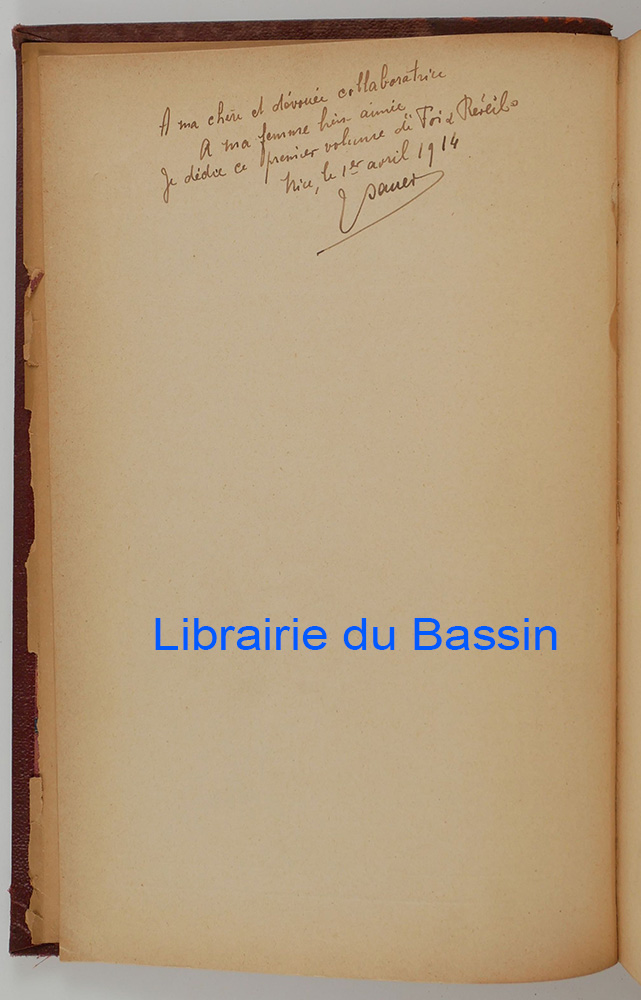 A ma chère et dévouée collaboratrice
A ma femme bien aimée
Je dédie ce premier volume de Foi &
Nice, le 1er avril 1914
Librairie du Bassin